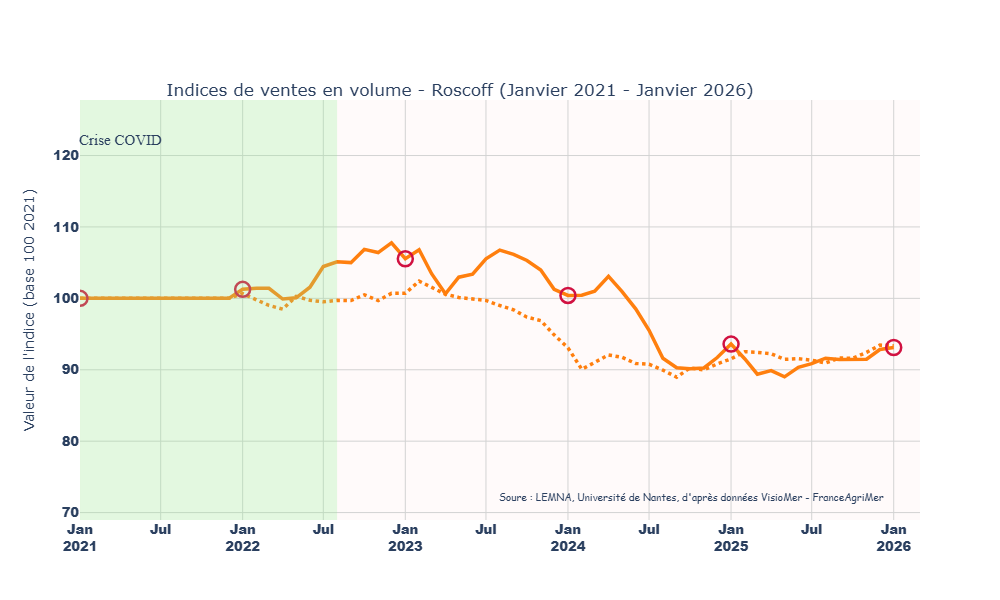 Indices de ventes en volume - Roscoff (Janvier 2021 - Janvier 2026)
Crise COVID
Valeur de l'indice (base 100 2021)
120
110
100
90
80
70
Soure : LEMNA, Université de Nantes, d'après données VisioMer - FranceAgriMer
Jan Jul Jan Jul Jan Jul Jan Jul Jan Jul Jan
2021 2022 2023 2024 2025 2026